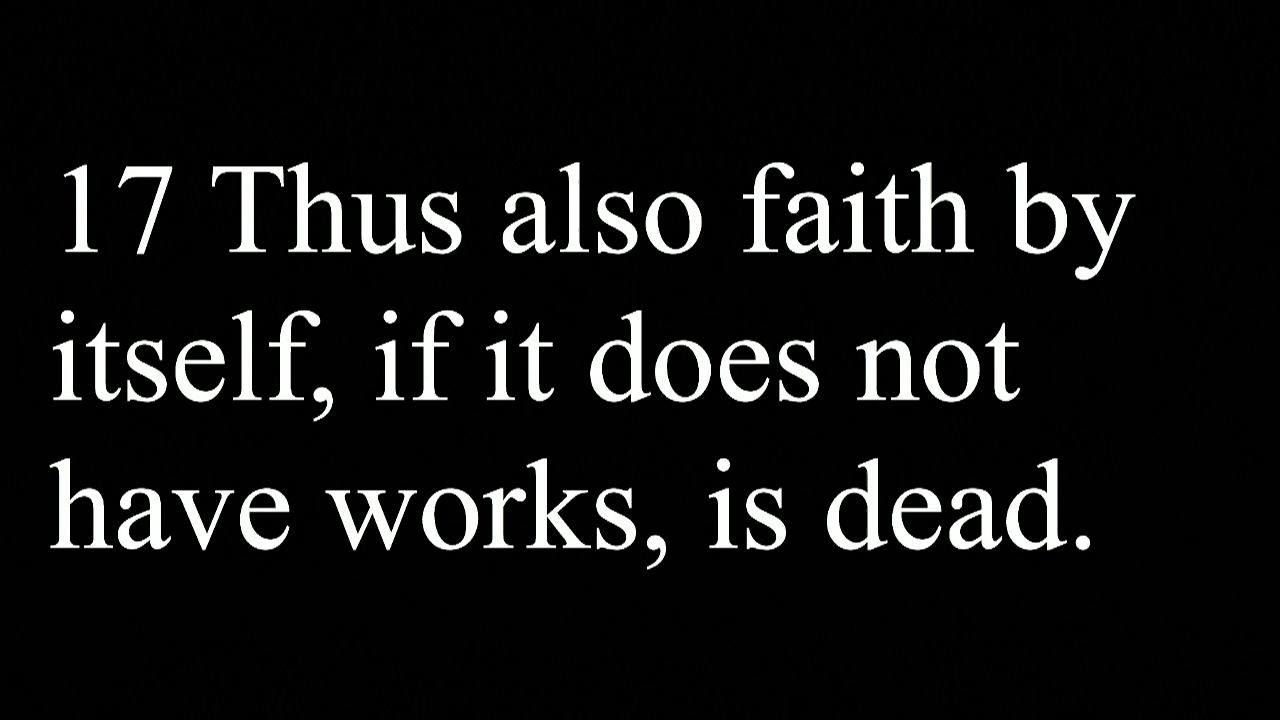 17 Thus also faith by
itself, if it does not
have works, is dead.